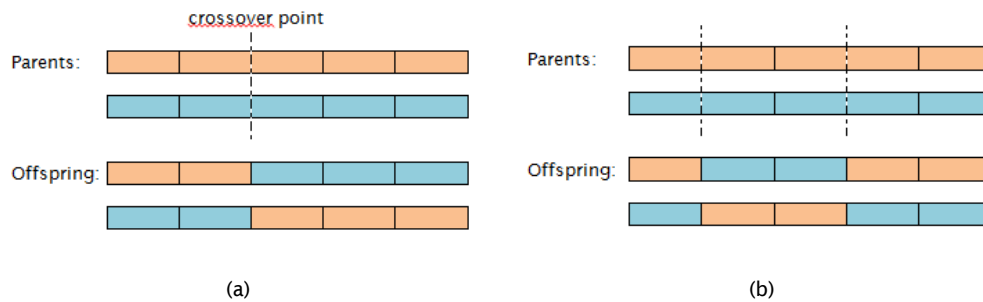 crossover point
Parents:
Offspring:
(a)
Parents:
Offspring:
(b)